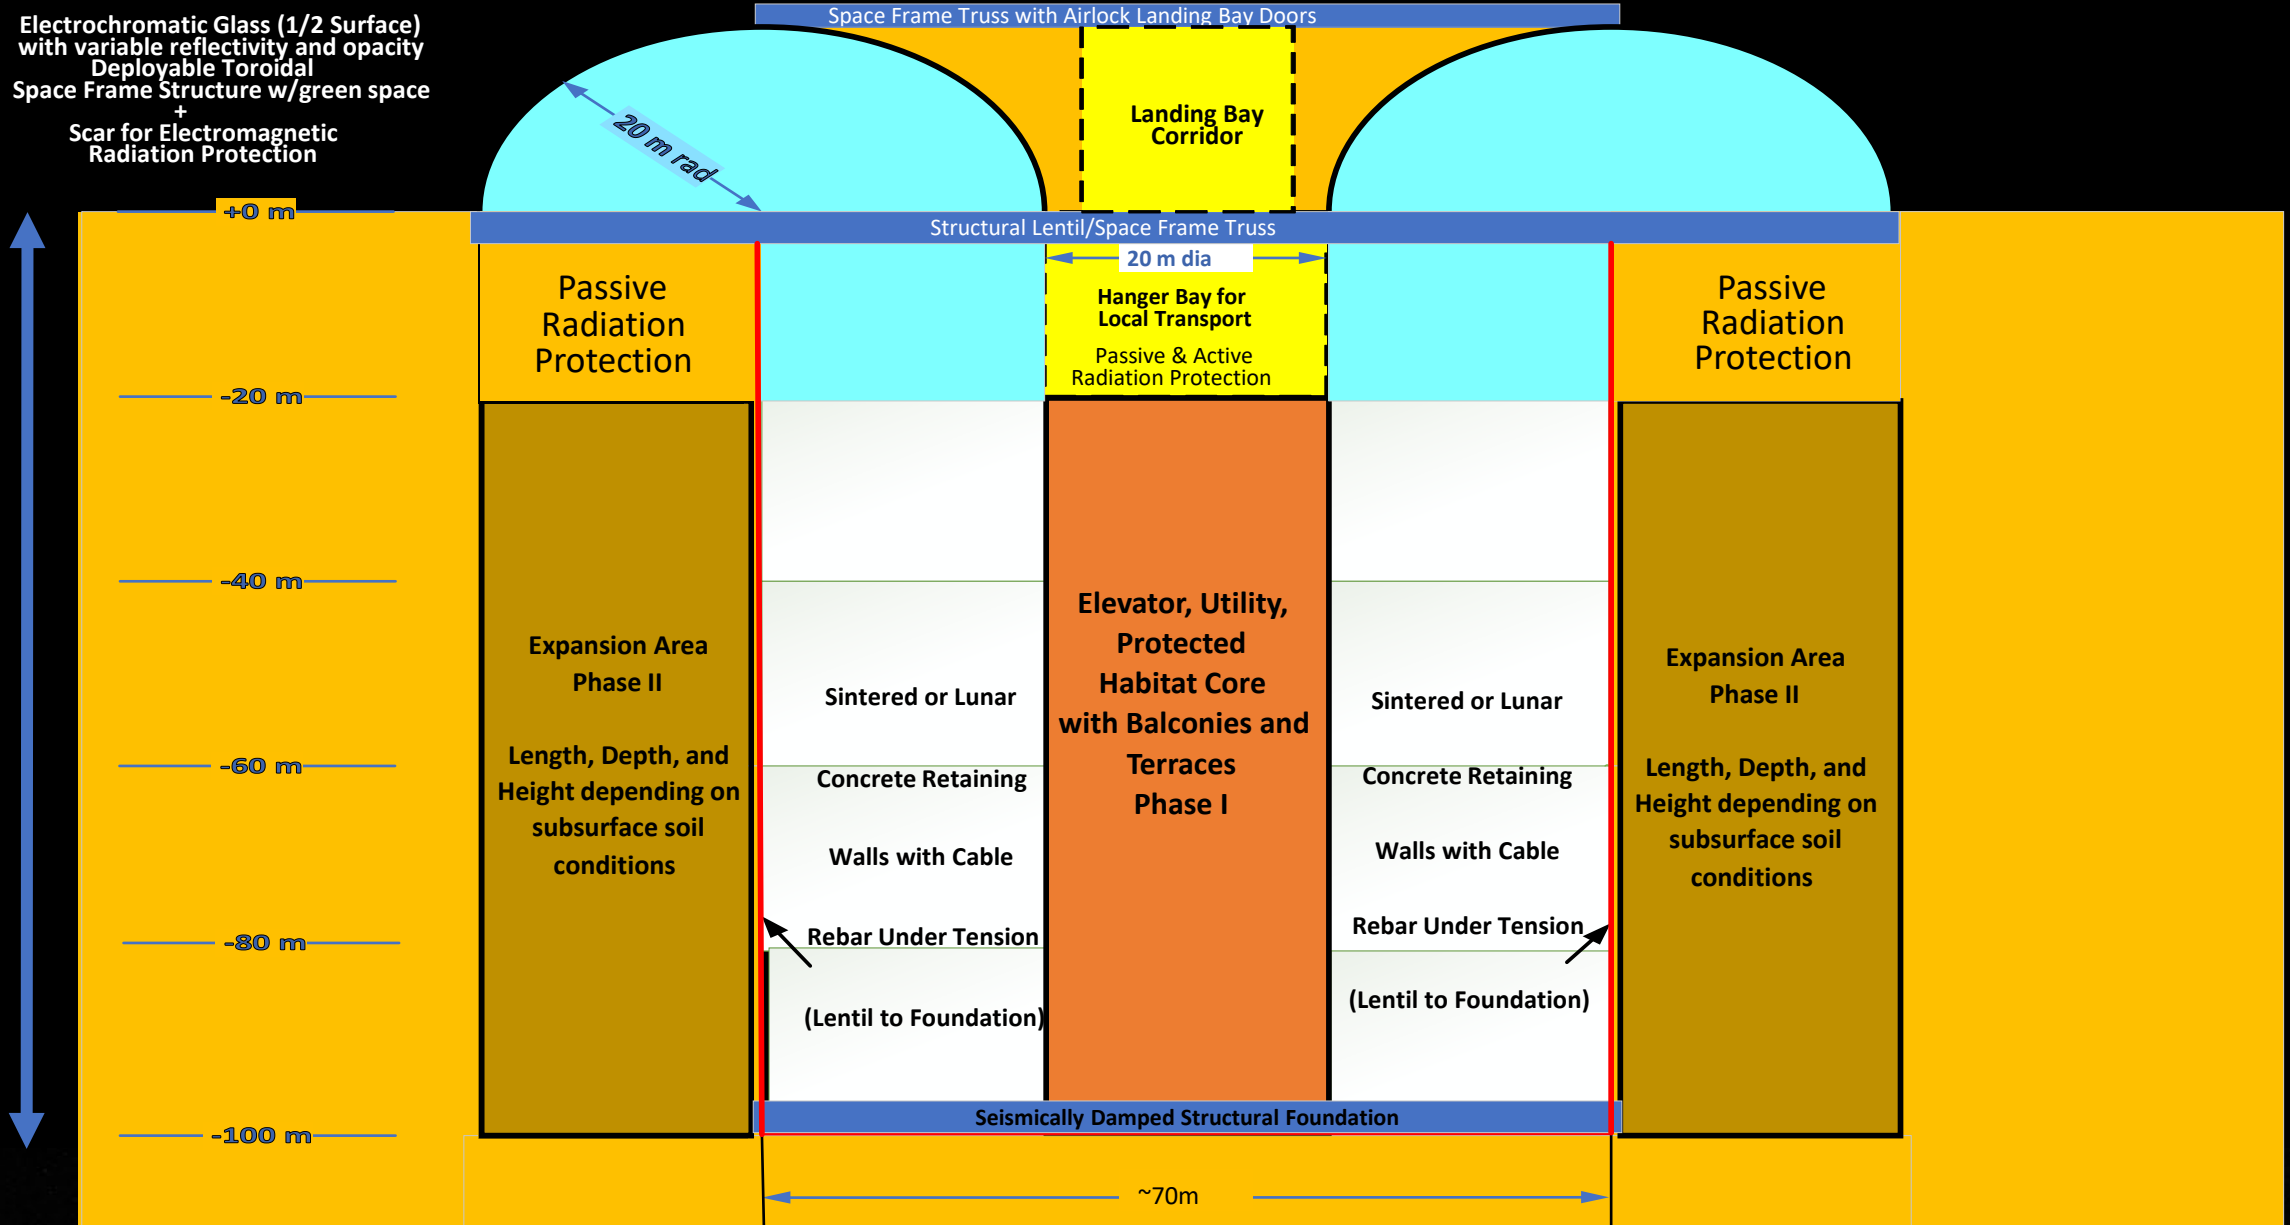 Electrochromatic Glass (1/2 Surface)
with variable reflectivity and opacity
Deployable Toroidal
Space Frame Structure w/green space
+
Scar for Electromagnetic
Radiation Protection
Space Frame Truss with Airlock Landing Bay Doors
Landing Bay
Corridor
20 m rad
+0 m
Structural Lentil/Space Frame Truss
20 m dia
Hanger Bay for
Local Transport
Passive & Active
Radiation Protection
Passive
Radiation
Protection
Passive
Radiation
Protection
-20 m
-40 m
-60 m
-80 m
-100 m
Expansion Area
Phase II
Length, Depth, and
Height depending on
subsurface soil
conditions
Sintered or Lunar
Concrete Retaining
Walls with Cable
Rebar Under Tension
(Lentil to Foundation)
Elevator, Utility,
Protected
Habitat Core
with Balconies and
Terraces
Phase I
Sintered or Lunar
Concrete Retaining
Walls with Cable
Rebar Under Tension
(Lentil to Foundation)
Expansion Area
Phase II
Length, Depth, and
Height depending on
subsurface soil
conditions
Seismically Damped Structural Foundation
~70m